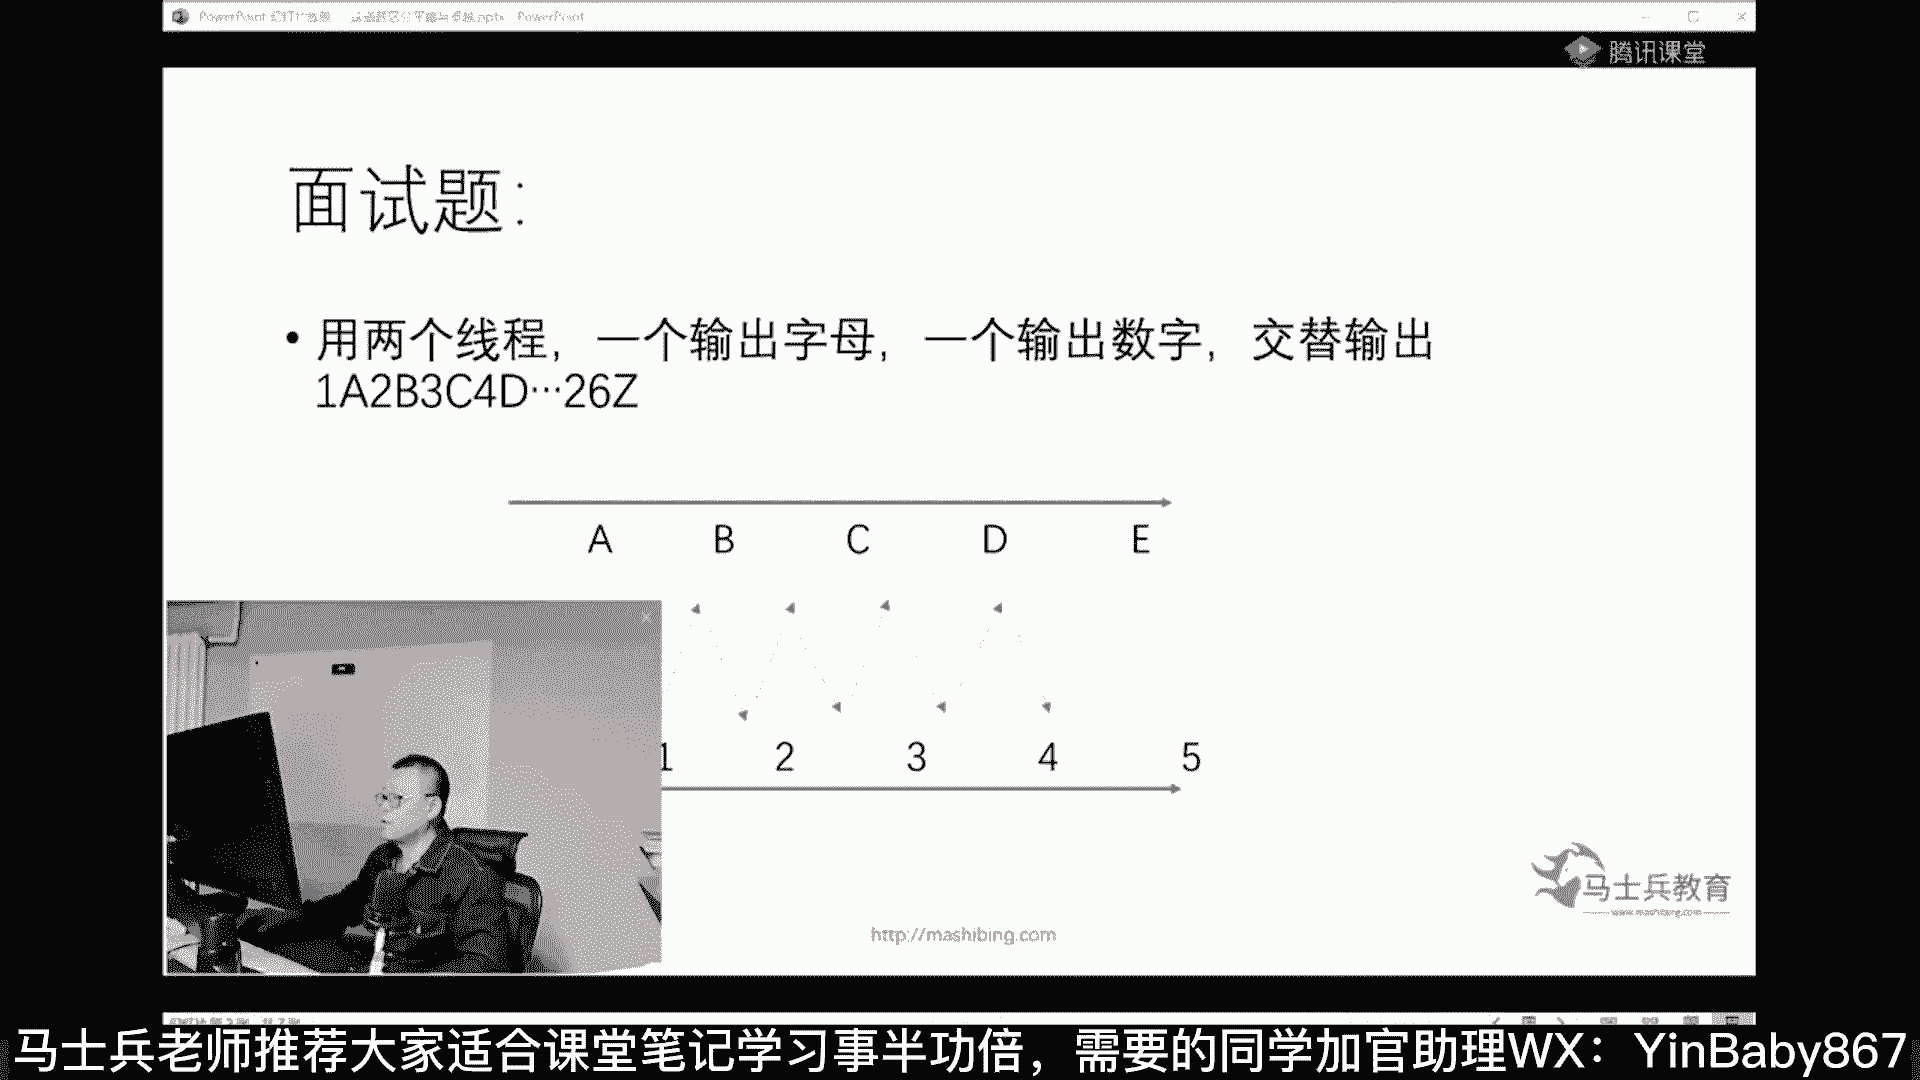 腾讯课堂
面试题：
• 用两个线程，一个输出字母，一个输出数字，交替输出
1A2B3C4D…26Z
A B C D E
1 2 3 4 5
马士兵教育
http://mashibing.com
马士兵老师推荐大家适合课堂笔记学习事半功倍，需要的同学加官助理WX：YinBaby867